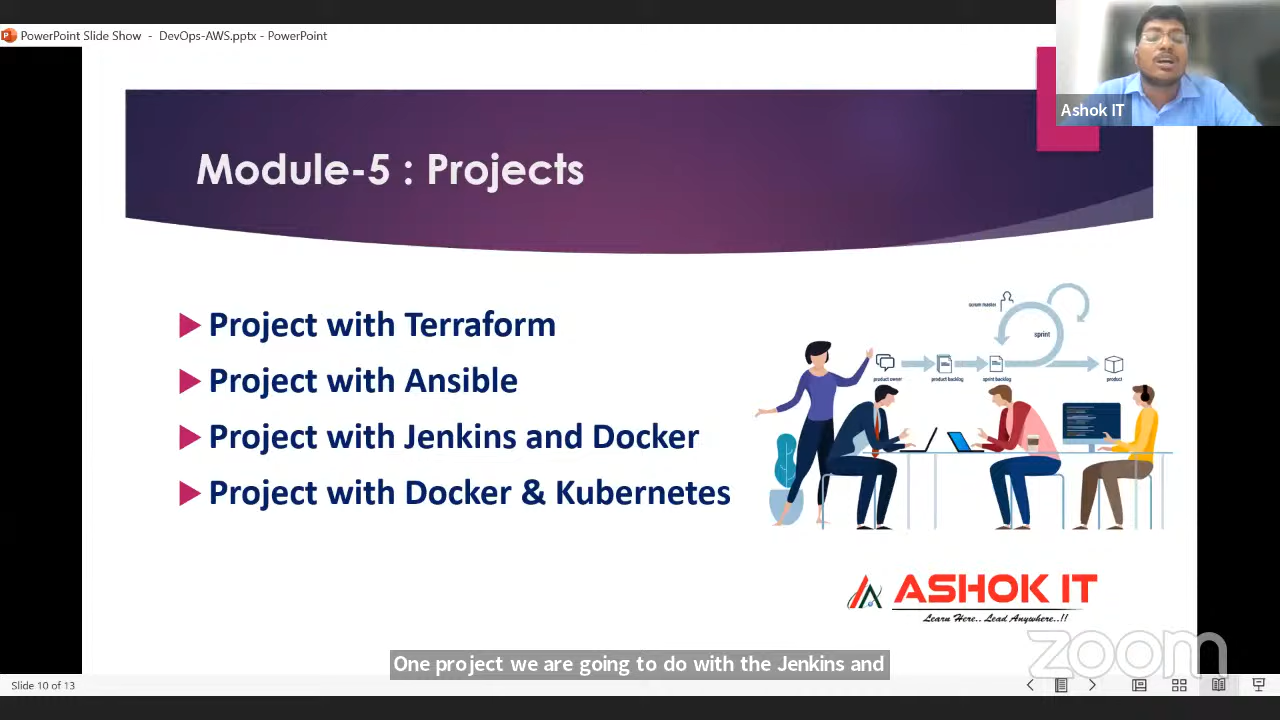 PowerPoint Slide Show - DevOps-AWS.pptx - PowerPoint
Ashok IT
Module-5 : Projects
Project with Terraform
Project with Ansible
Project with Jenkins and Docker
Project with Docker & Kubernetes
scrum master
sprint
product owner
product backlog
sprint backlog
product
ASHOK IT
Learn Here.. Lead Anywhere..!!
zoom
One project we are going to do with the Jenkins and
Slide 10 of 13